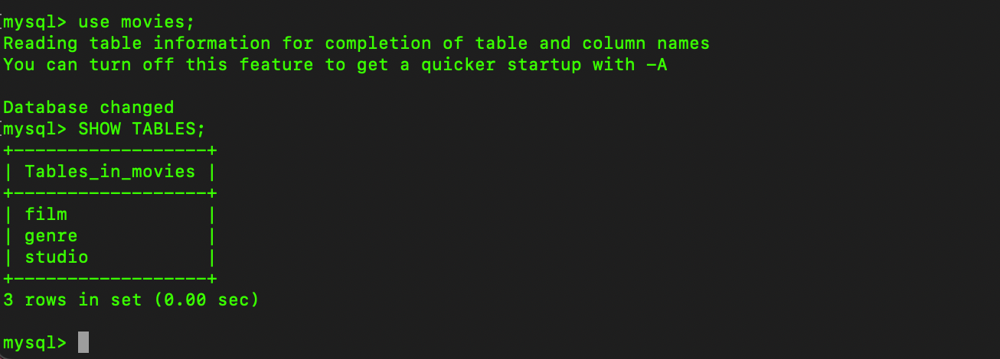 mysql> use movies;
Reading table information for completion of table and column names
You can turn off this feature to get a quicker startup with -A
Database changed
mysql> SHOW TABLES;
+------------------+
| Tables_in_movies |
+------------------+
| film             |
| genre            |
| studio           |
+------------------+
3 rows in set (0.00 sec)
mysql>